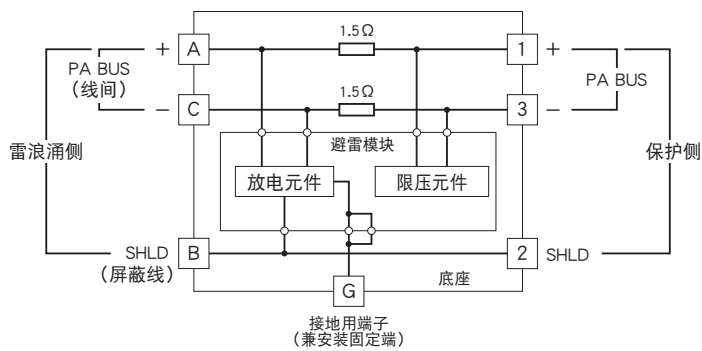 1.5Ω
+ A 1 +
PA BUS
（线间）
PA BUS
1.5Ω
− C 3 −
避雷模块
雷浪涌侧
保护侧
放电元件
限压元件
SHLD
（屏蔽线）
B 2 SHLD
底座
G
接地用端子
（兼安装固定端）